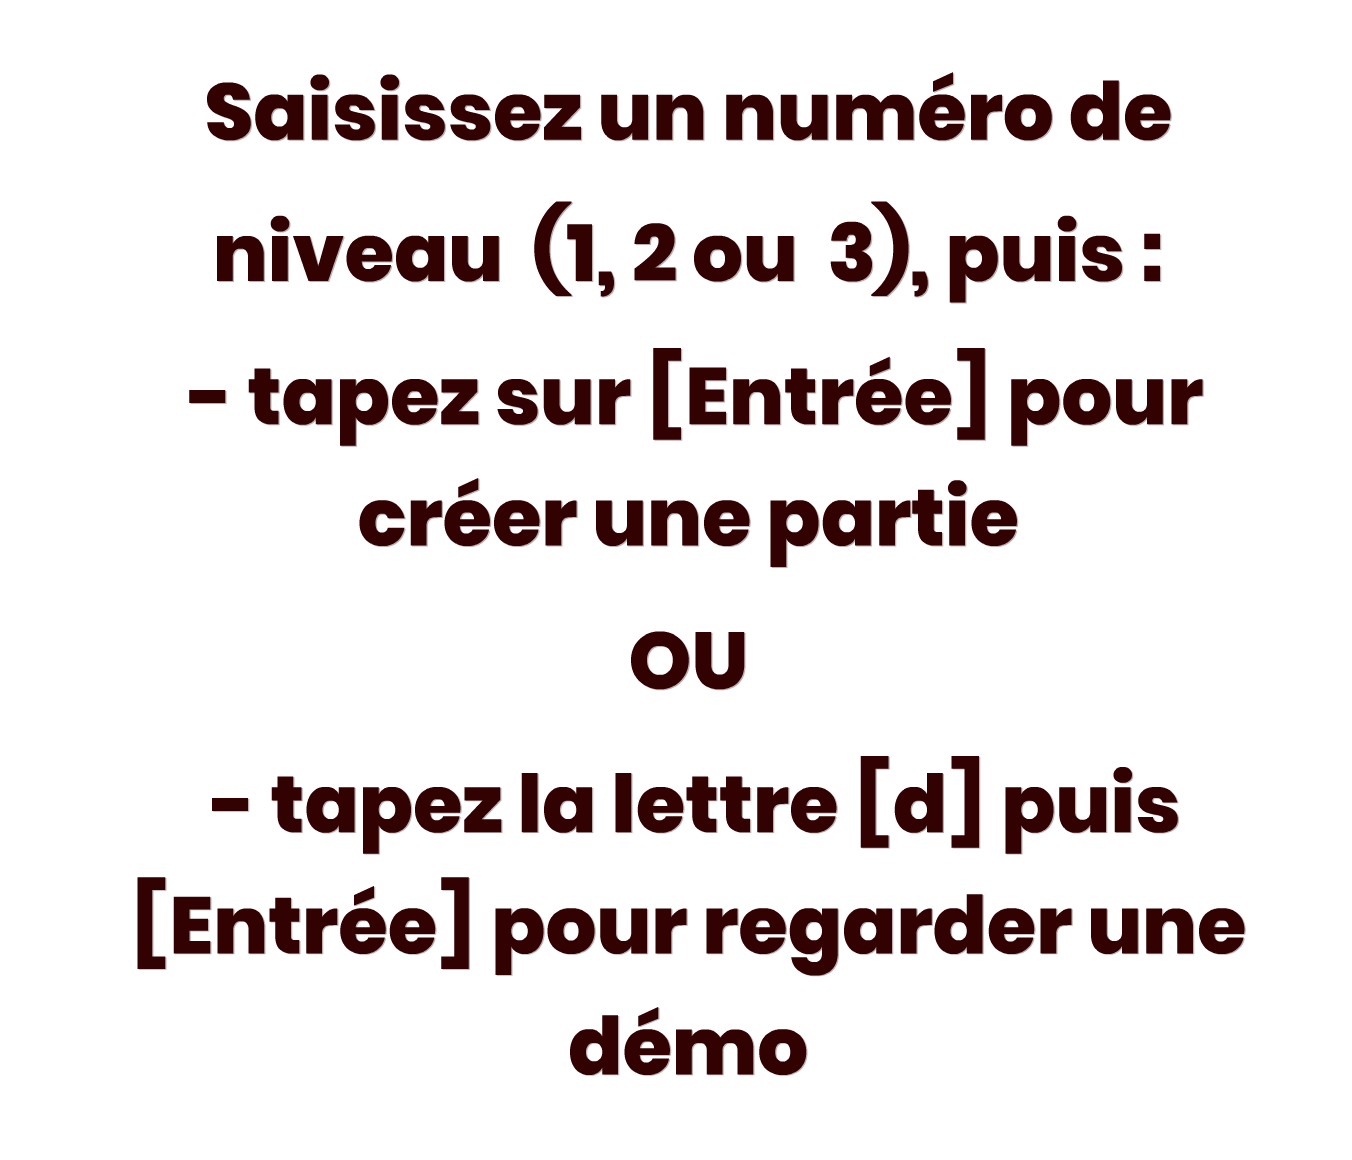 Saisissez un numéro de
niveau (1, 2 ou 3), puis :
- tapez sur [Entrée] pour
créer une partie
OU
- tapez la lettre [d] puis
[Entrée] pour regarder une
démo